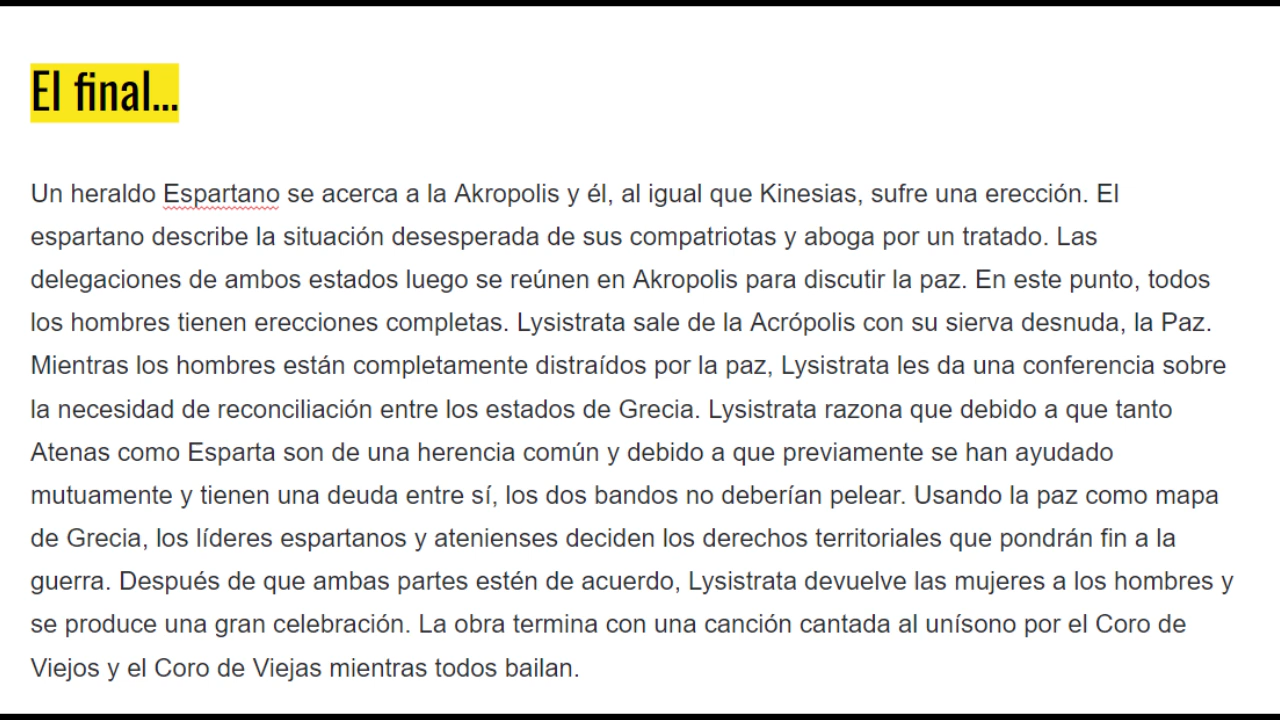 El final...
Un heraldo Espartano se acerca a la Akropolis y él, al igual que Kinesias, sufre una erección. El
espartano describe la situación desesperada de sus compatriotas y aboga por un tratado. Las
delegaciones de ambos estados luego se reúnen en Akropolis para discutir la paz. En este punto, todos
los hombres tienen erecciones completas. Lysistrata sale de la Acrópolis con su sierva desnuda, la Paz.
Mientras los hombres están completamente distraídos por la paz, Lysistrata les da una conferencia sobre
la necesidad de reconciliación entre los estados de Grecia. Lysistrata razona que debido a que tanto
Atenas como Esparta son de una herencia común y debido a que previamente se han ayudado
mutuamente y tienen una deuda entre sí, los dos bandos no deberían pelear. Usando la paz como mapa
de Grecia, los líderes espartanos y atenienses deciden los derechos territoriales que pondrán fin a la
guerra. Después de que ambas partes estén de acuerdo, Lysistrata devuelve las mujeres a los hombres y
se produce una gran celebración. La obra termina con una canción cantada al unísono por el Coro de
Viejos y el Coro de Viejas mientras todos bailan.